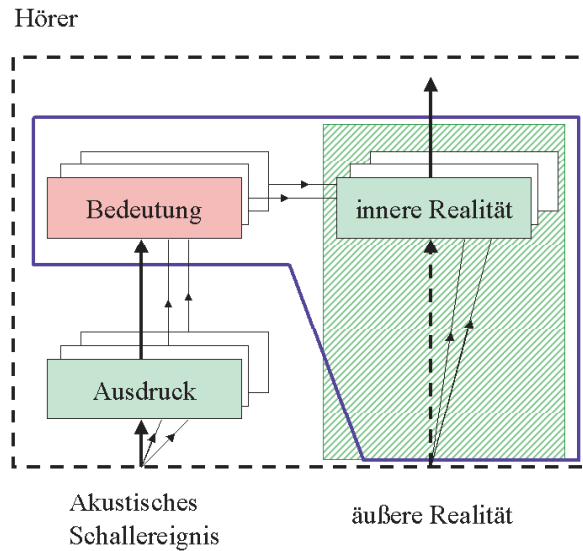 Hörer
Bedeutung
innere Realität
Ausdruck
Akustisches
Schallereignis
äußere Realität